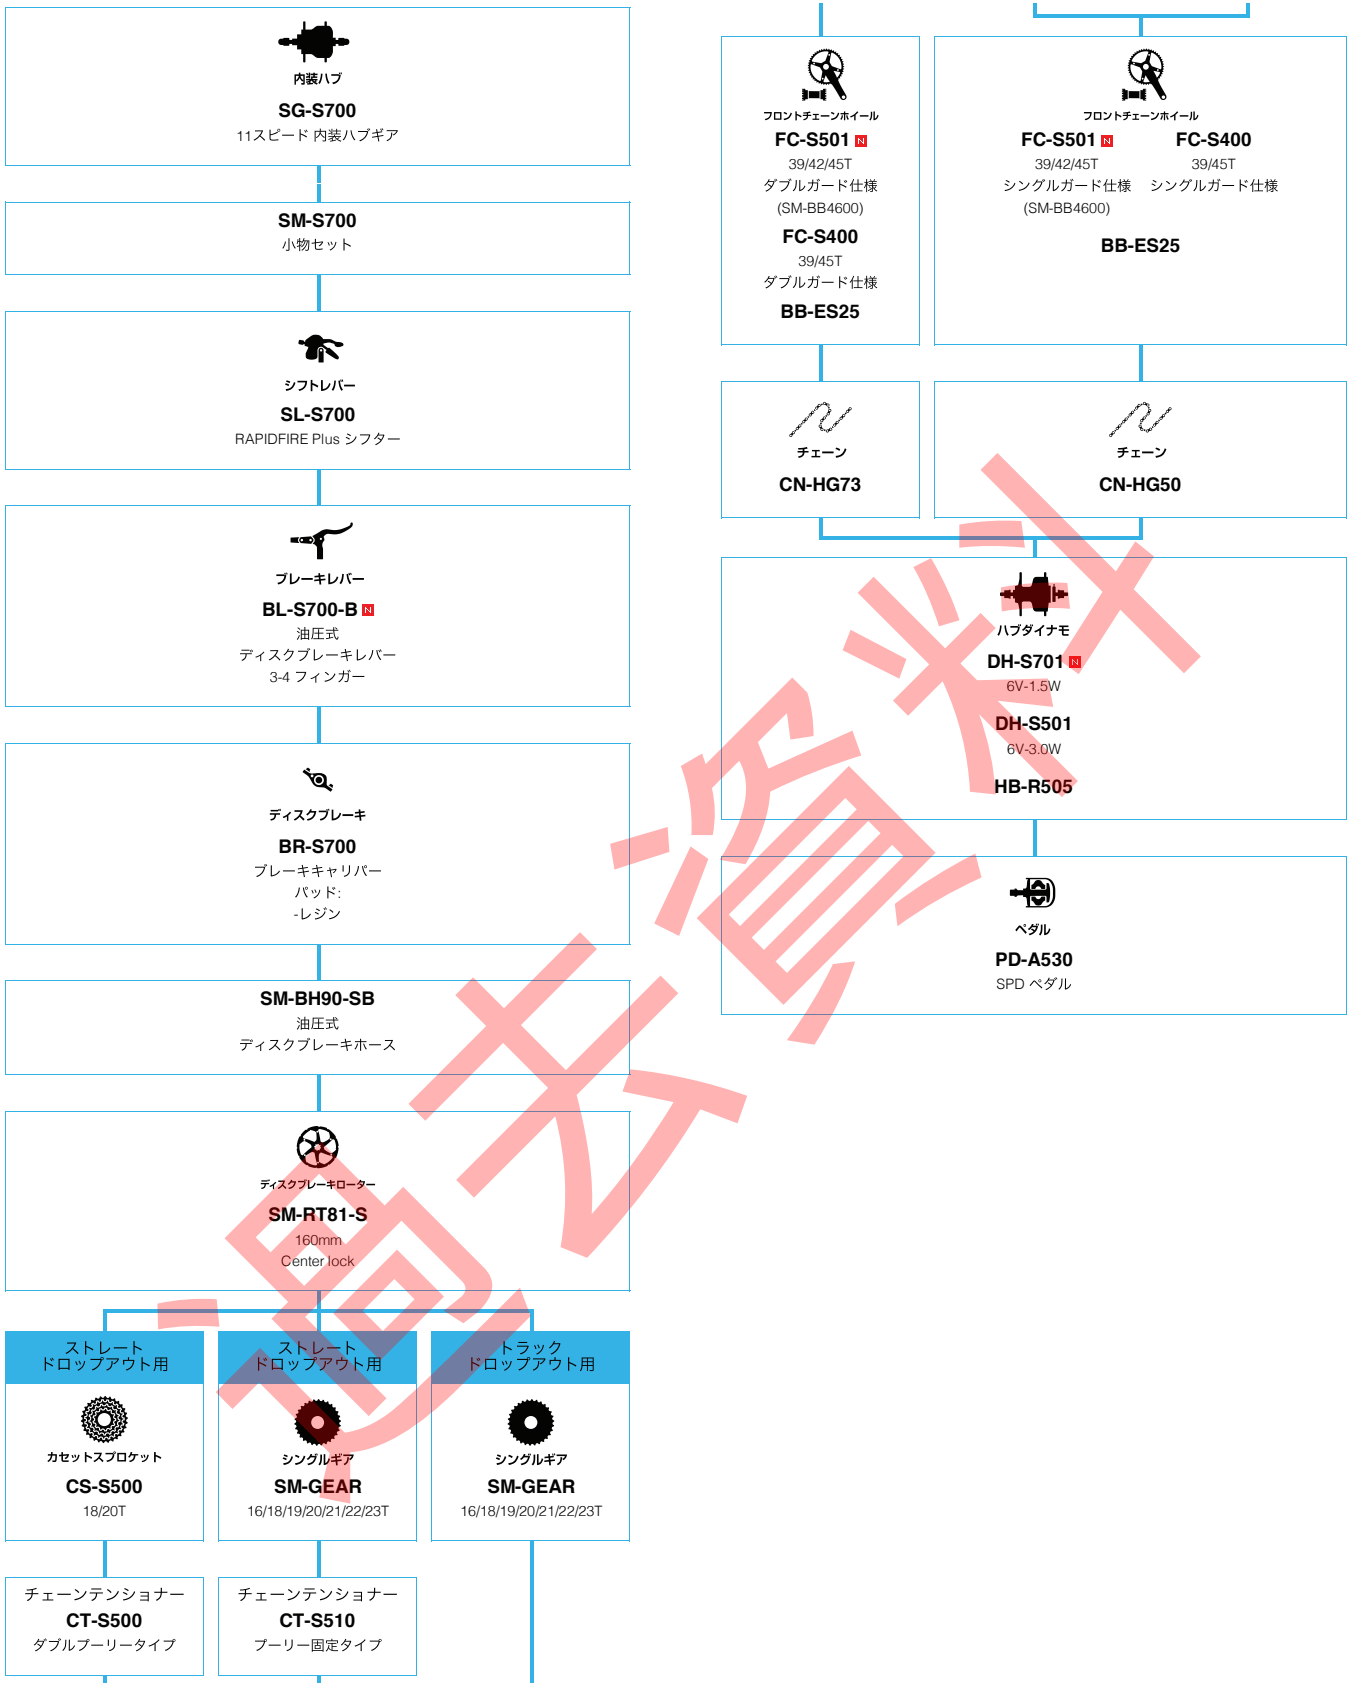 内装ハブ
SG-S700
11スピード 内装ハブギア
SM-S700
小物セット
シフトレバー
SL-S700
RAPIDFIRE Plus シフター
ブレーキレバー
BL-S700-B N
油圧式
ディスクブレーキレバー
3-4 フィンガー
ディスクブレーキ
BR-S700
ブレーキキャリパー
パッド:
-レジン
SM-BH90-SB
油圧式
ディスクブレーキホース
ディスクブレーキローター
SM-RT81-S
160mm
Center lock
ストレート
ドロップアウト用
カセットスプロケット
CS-S500
18/20T
チェーンテンショナー
CT-S500
ダブルプーリータイプ
ストレート
ドロップアウト用
シングルギア
SM-GEAR
16/18/19/20/21/22/23T
チェーンテンショナー
CT-S510
プーリー固定タイプ
トラック
ドロップアウト用
シングルギア
SM-GEAR
16/18/19/20/21/22/23T
フロントチェーンホイール
FC-S501 N
39/42/45T
ダブルガード仕様
(SM-BB4600)
FC-S400
39/45T
ダブルガード仕様
BB-ES25
チェーン
CN-HG73
フロントチェーンホイール
FC-S501 N
39/42/45T
シングルガード仕様
(SM-BB4600)
FC-S400
39/45T
シングルガード仕様
BB-ES25
チェーン
CN-HG50
ハブダイナモ
DH-S701 N
6V-1.5W
DH-S501
6V-3.0W
HB-R505
ペダル
PD-A530
SPD ペダル
過去資料